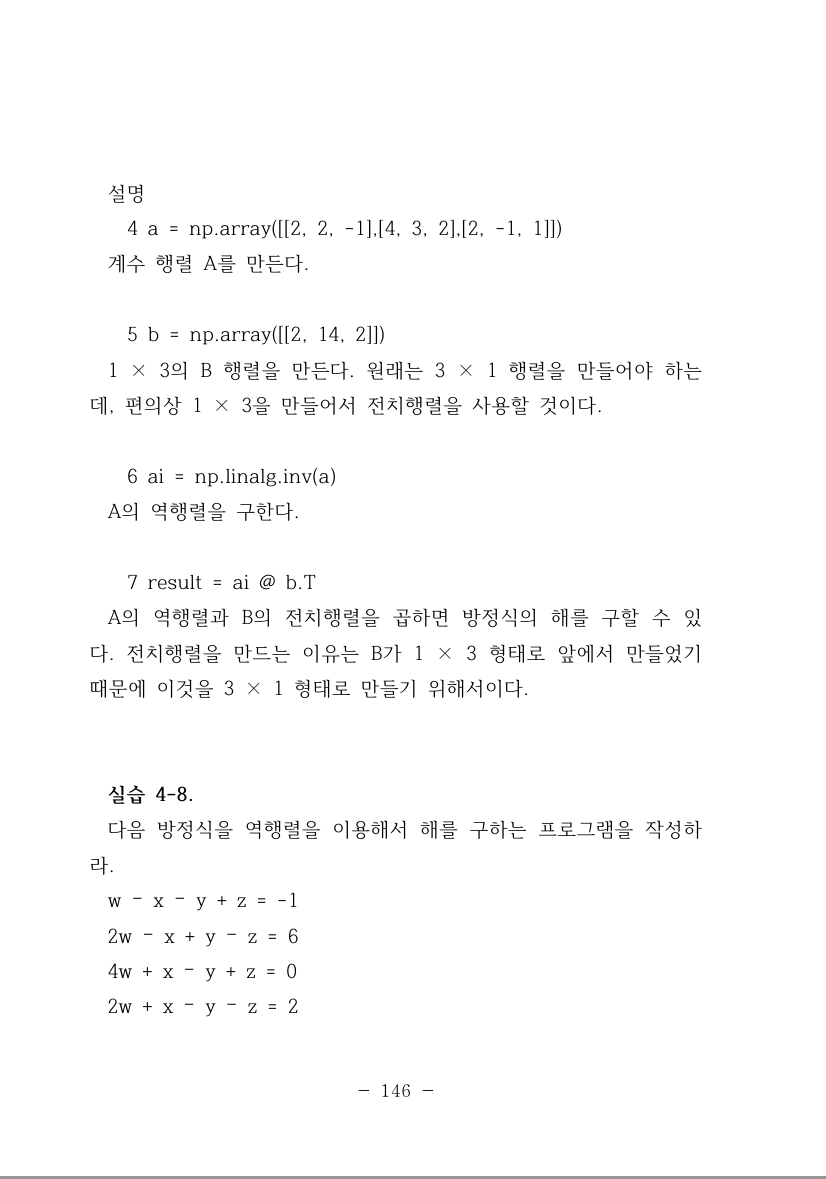 설명
4 a = np.array([[2, 2, -1],[4, 3, 2],[2, -1, 1]])
계수 행렬 A를 만든다.
5 b = np.array([[2, 14, 2]])
1 × 3의 B 행렬을 만든다. 원래는 3 × 1 행렬을 만들어야 하는
데, 편의상 1 × 3을 만들어서 전치행렬을 사용할 것이다.
6 ai = np.linalg.inv(a)
A의 역행렬을 구한다.
7 result = ai @ b.T
A의 역행렬과 B의 전치행렬을 곱하면 방정식의 해를 구할 수 있
다. 전치행렬을 만드는 이유는 B가 1 × 3 형태로 앞에서 만들었기
때문에 이것을 3 × 1 형태로 만들기 위해서이다.
실습 4-8.
다음 방정식을 역행렬을 이용해서 해를 구하는 프로그램을 작성하
라.
w - x - y + z = -1
2w - x + y - z = 6
4w + x - y + z = 0
2w + x - y - z = 2
- 146 -